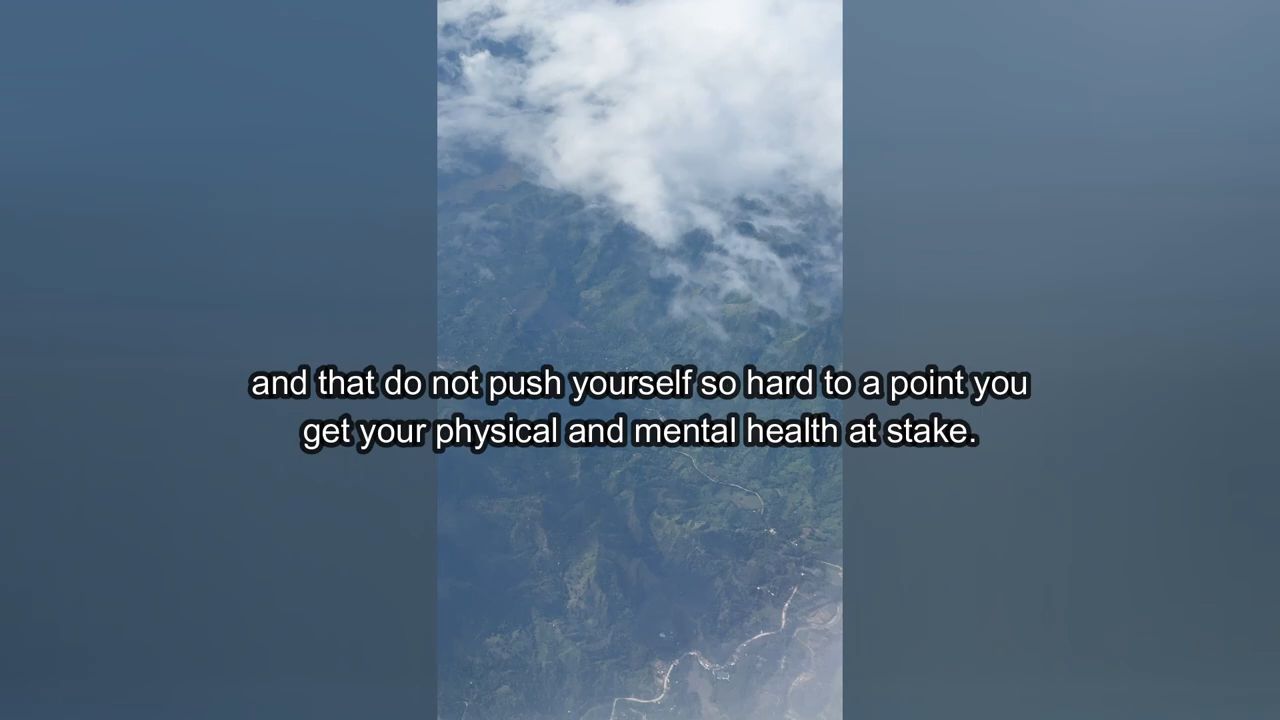 and that do not push yourself so hard to a point you
get your physical and mental health at stake.